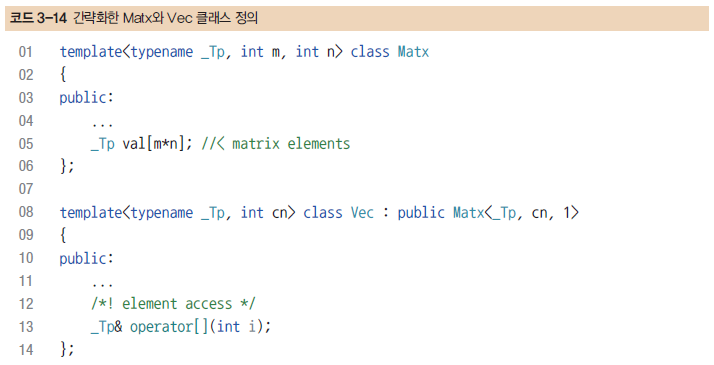 코드 3-14 간략화한 Matx와 Vec 클래스 정의
01 template<typename _Tp, int m, int n> class Matx
02 {
03 public:
04     ...
05     _Tp val[m*n]; //< matrix elements
06 };
07
08 template<typename _Tp, int cn> class Vec : public Matx<_Tp, cn, 1>
09 {
10 public:
11     ...
12     /*! element access */
13     _Tp& operator[](int i);
14 };